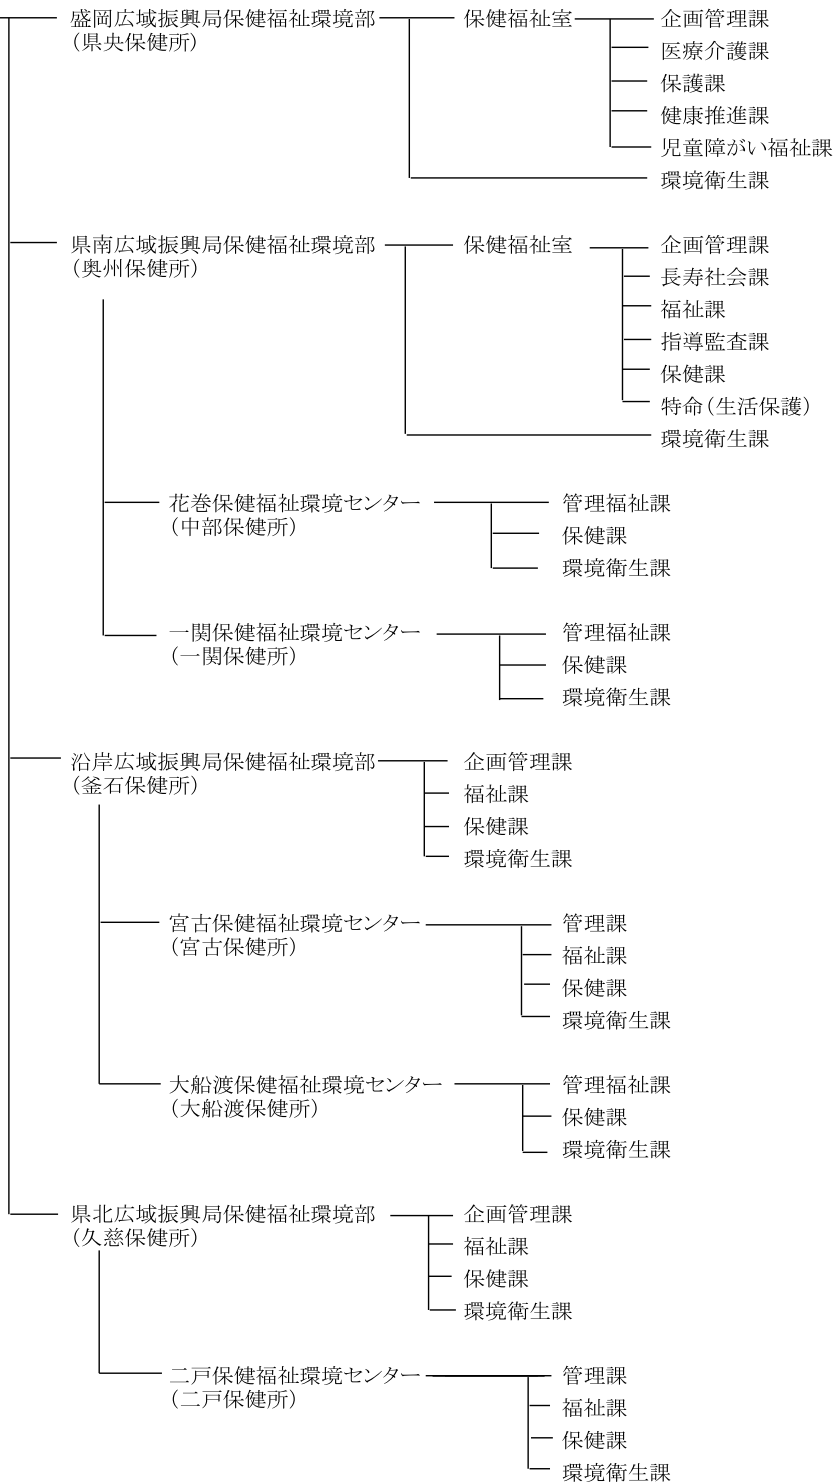 盛岡広域振興局保健福祉環境部 保健福祉室 企画管理課
(県央保健所)
医療介護課
保護課
健康推進課
児童障がい福祉課
環境衛生課
県南広域振興局保健福祉環境部 保健福祉室 企画管理課
(奥州保健所)
長寿社会課
福祉課
指導監査課
保健課
特命(生活保護)
環境衛生課
花巻保健福祉環境センター 管理福祉課
(中部保健所)
保健課
環境衛生課
一関保健福祉環境センター 管理福祉課
(一関保健所)
保健課
環境衛生課
沿岸広域振興局保健福祉環境部 企画管理課
(釜石保健所)
福祉課
保健課
環境衛生課
宮古保健福祉環境センター 管理課
(宮古保健所)
福祉課
保健課
環境衛生課
大船渡保健福祉環境センター 管理福祉課
(大船渡保健所)
保健課
環境衛生課
県北広域振興局保健福祉環境部 企画管理課
(久慈保健所)
福祉課
保健課
環境衛生課
二戸保健福祉環境センター 管理課
(二戸保健所)
福祉課
保健課
環境衛生課